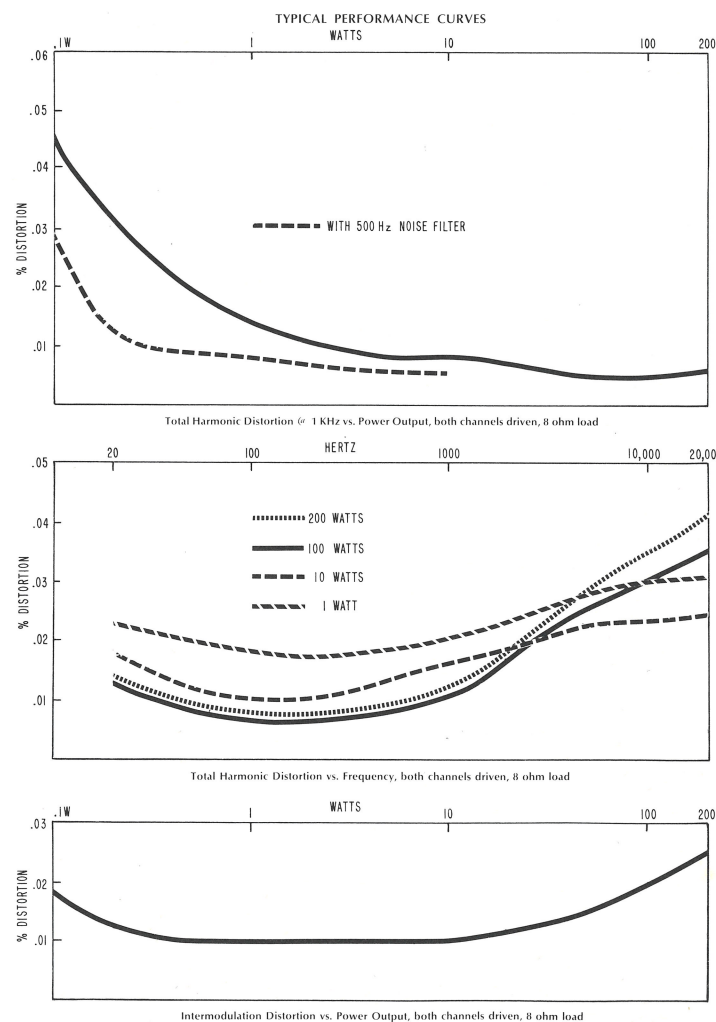 TYPICAL PERFORMANCE CURVES
WATTS
.1W 1 10 100 200
.06
.05
.04
.03
.02
.01
% DISTORTION
WITH 500 Hz NOISE FILTER
Total Harmonic Distortion @ 1 KHz vs. Power Output, both channels driven, 8 ohm load
HERTZ
20 100 1000 10,000 20,00
.05
.04
.03
.02
.01
% DISTORTION
200 WATTS
100 WATTS
10 WATTS
1 WATT
Total Harmonic Distortion vs. Frequency, both channels driven, 8 ohm load
WATTS
.1W 1 10 100 200
.03
.02
.01
% DISTORTION
Intermodulation Distortion vs. Power Output, both channels driven, 8 ohm load